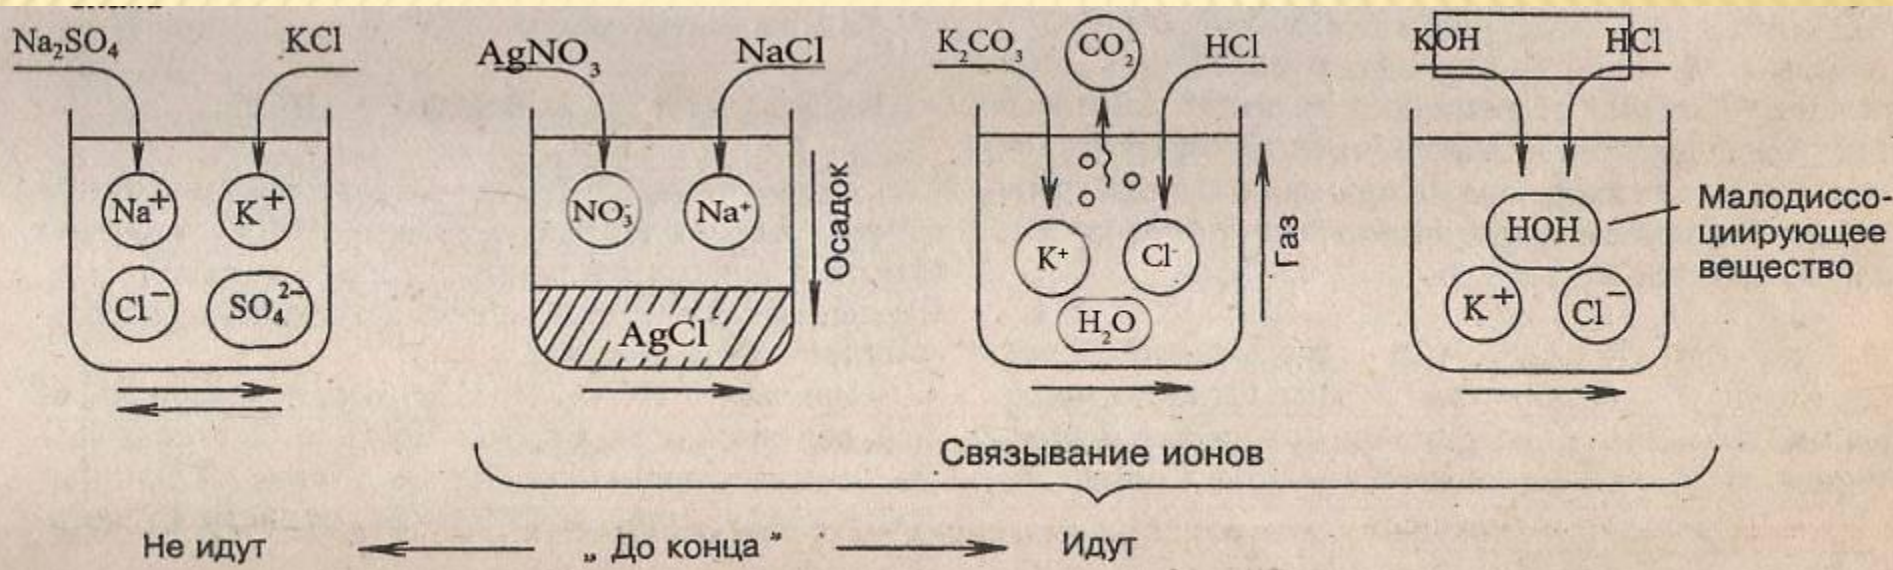 Na₂SO₄ KCl
AgNO₃ NaCl
K₂CO₃ CO₂ HCl
KOH HCl
Na⁺ K⁺
Cl⁻ SO₄²⁻
NO₃⁻ Na⁺
AgCl
Осадок
K⁺ Cl⁻
H₂O
Газ
HOH
K⁺ Cl⁻
Малодиссо-
циирующее
вещество
Связывание ионов
Не идут „До конца” Идут